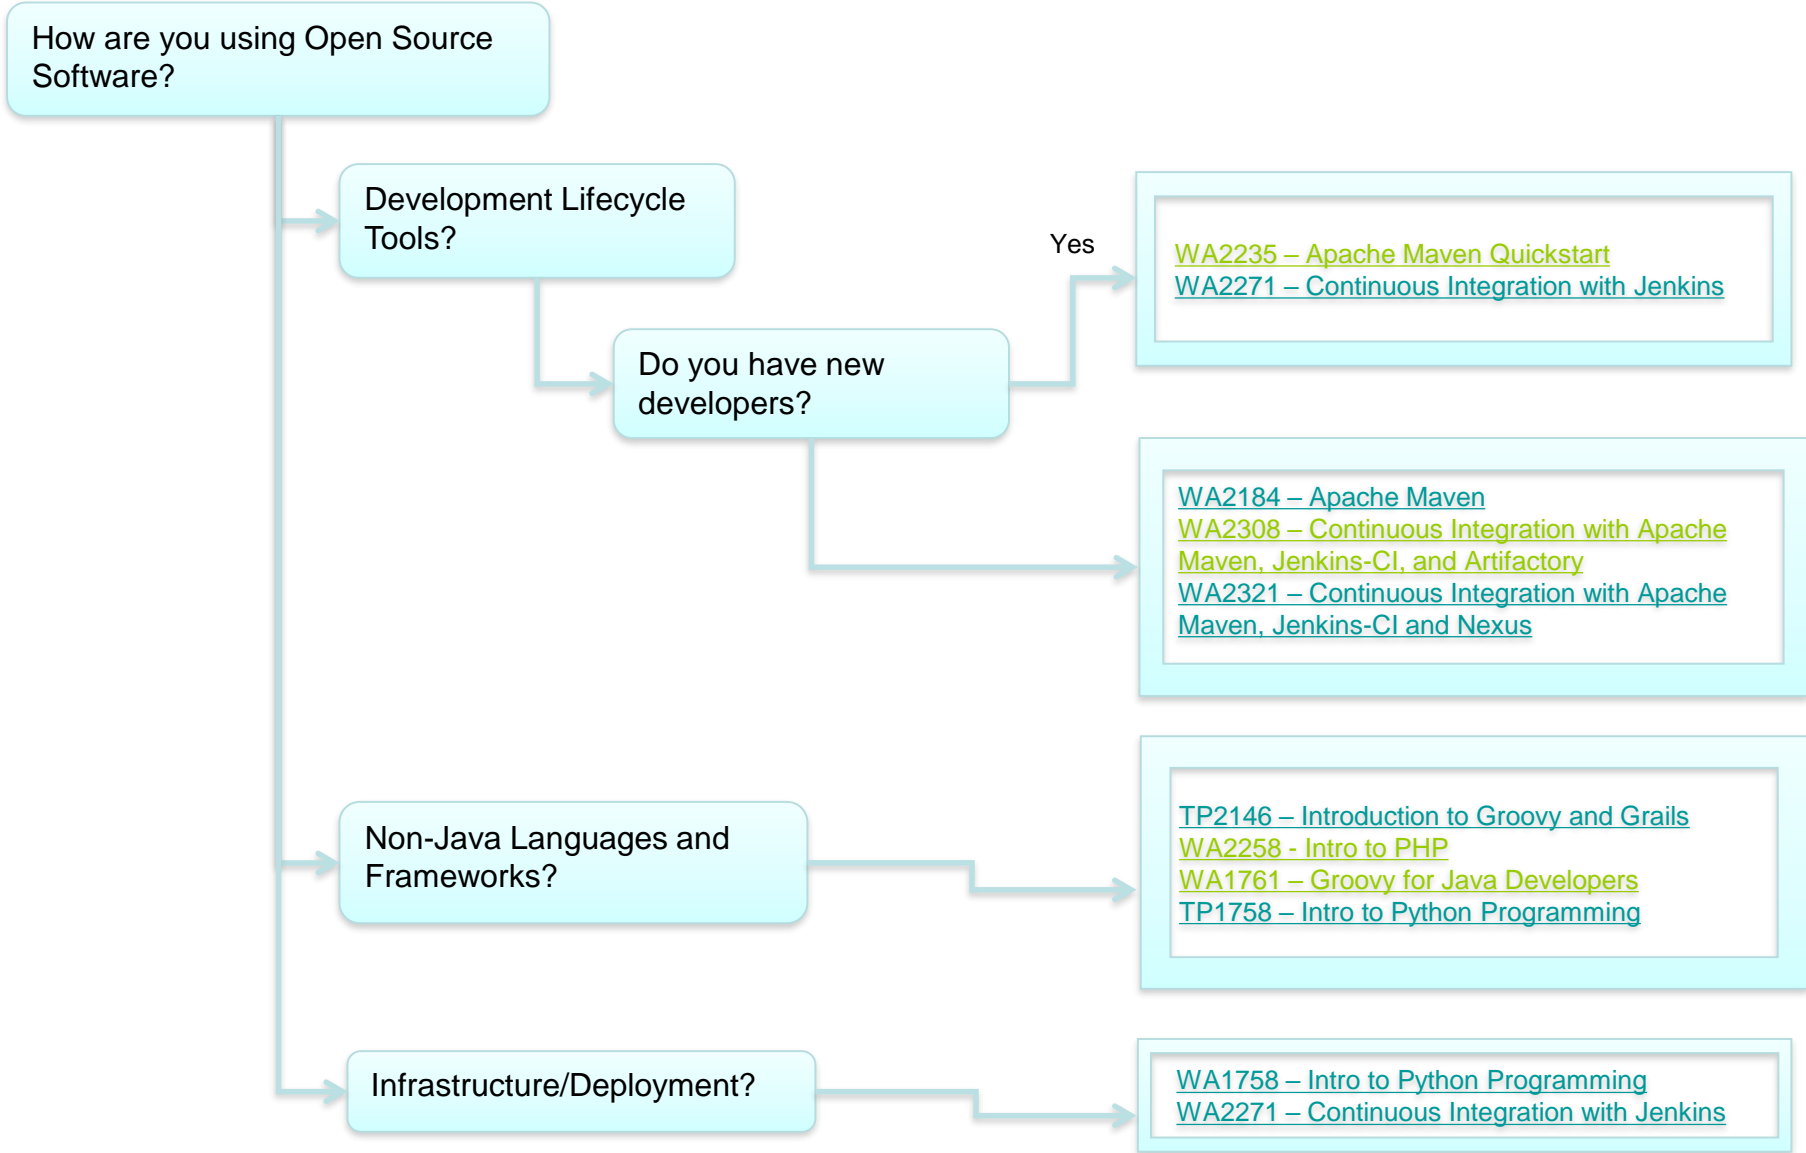 How are you using Open Source
Software?
Development Lifecycle
Tools?
Yes
WA2235 – Apache Maven Quickstart
WA2271 – Continuous Integration with Jenkins
Do you have new
developers?
WA2184 – Apache Maven
WA2308 – Continuous Integration with Apache
Maven, Jenkins-CI, and Artifactory
WA2321 – Continuous Integration with Apache
Maven, Jenkins-CI and Nexus
Non-Java Languages and
Frameworks?
TP2146 – Introduction to Groovy and Grails
WA2258 - Intro to PHP
WA1761 – Groovy for Java Developers
TP1758 – Intro to Python Programming
Infrastructure/Deployment?
WA1758 – Intro to Python Programming
WA2271 – Continuous Integration with Jenkins